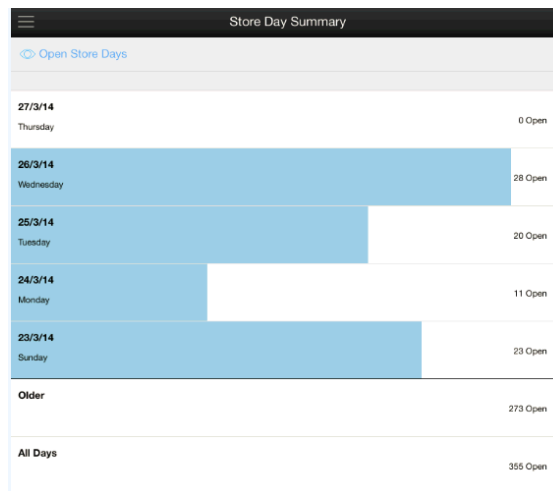 Store Day Summary
Open Store Days
27/3/14
Thursday
0 Open
26/3/14
Wednesday
28 Open
25/3/14
Tuesday
20 Open
24/3/14
Monday
11 Open
23/3/14
Sunday
23 Open
Older
273 Open
All Days
355 Open